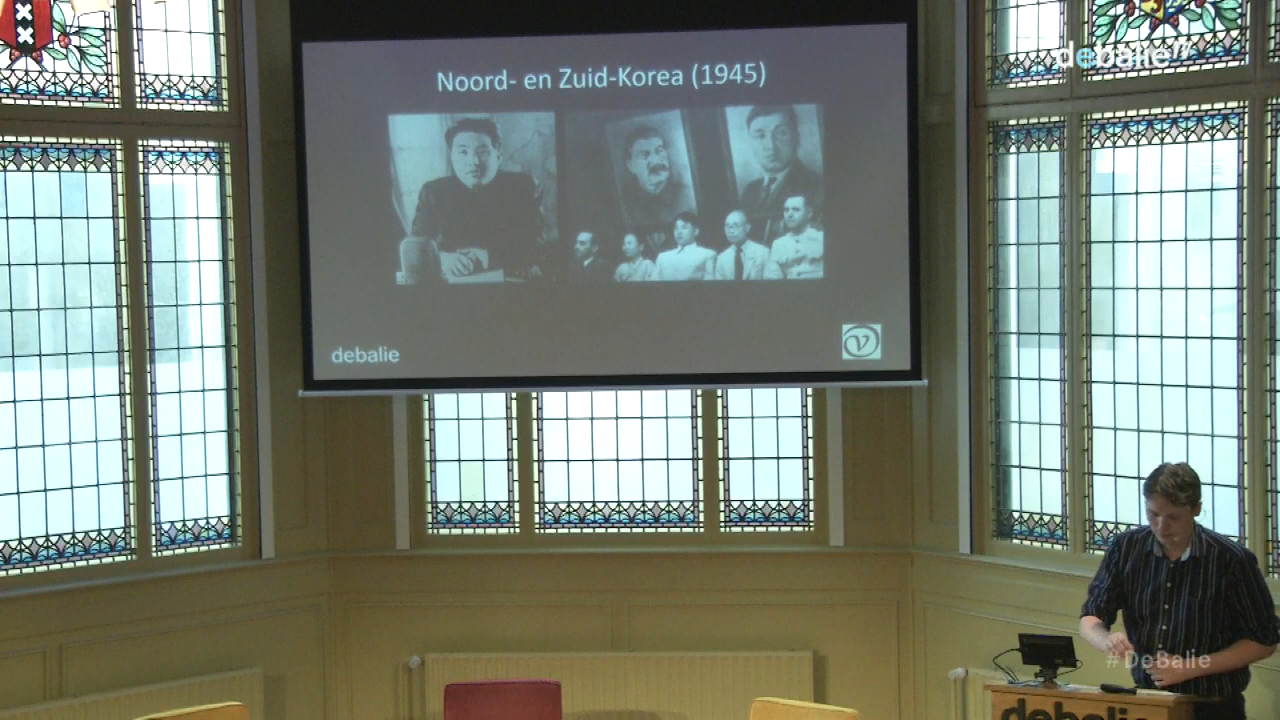 debalie
Noord- en Zuid-Korea (1945)
debalie
v
#DeBalie
debalie